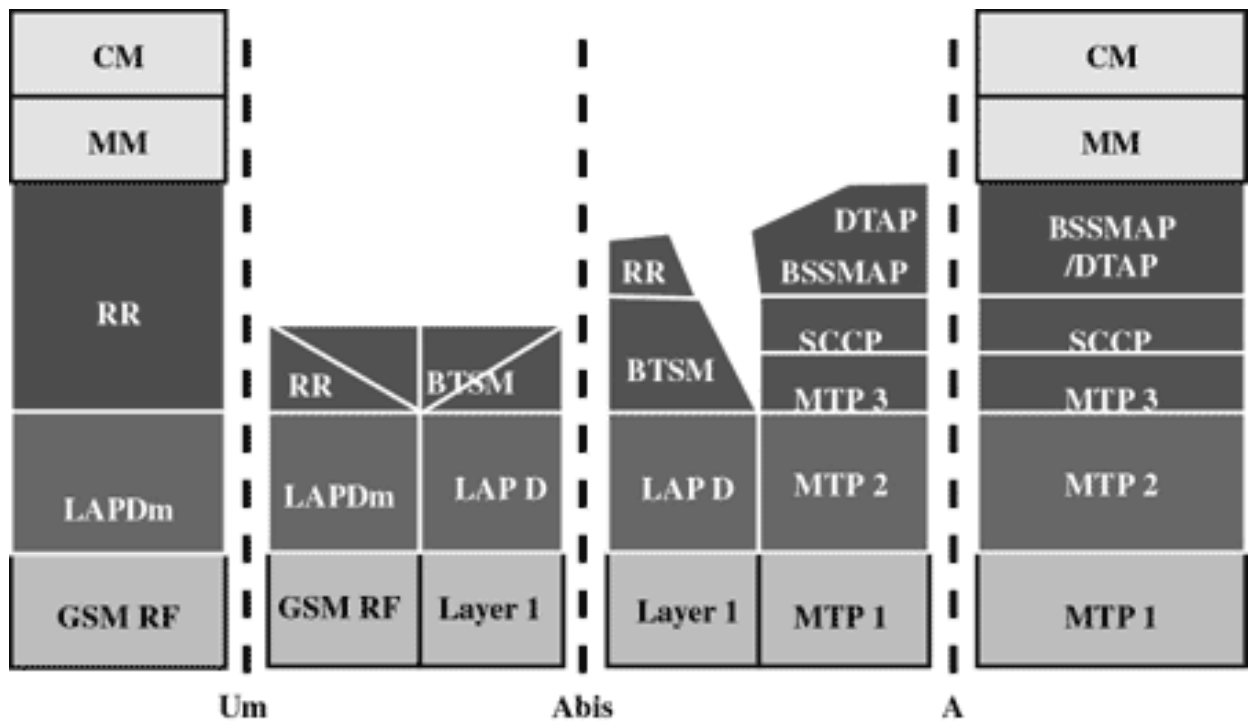 CM
MM
RR
LAPDm
GSM RF
RR
BTSM
LAPDm
LAP D
GSM RF
Layer 1
RR
BTSM
LAP D
Layer 1
DTAP
BSSMAP
SCCP
MTP 3
MTP 2
MTP 1
CM
MM
BSSMAP
/DTAP
SCCP
MTP 3
MTP 2
MTP 1
Um
Abis
A